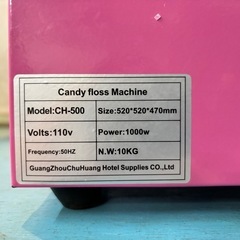 Candy floss Machine
Model:CH-500 Size:520*520*470mm
Volts:110v Power:1000w
Frequency:50HZ N.W:10KG
GuangZhouChuHuang Hotel Supplies CO.,Ltd